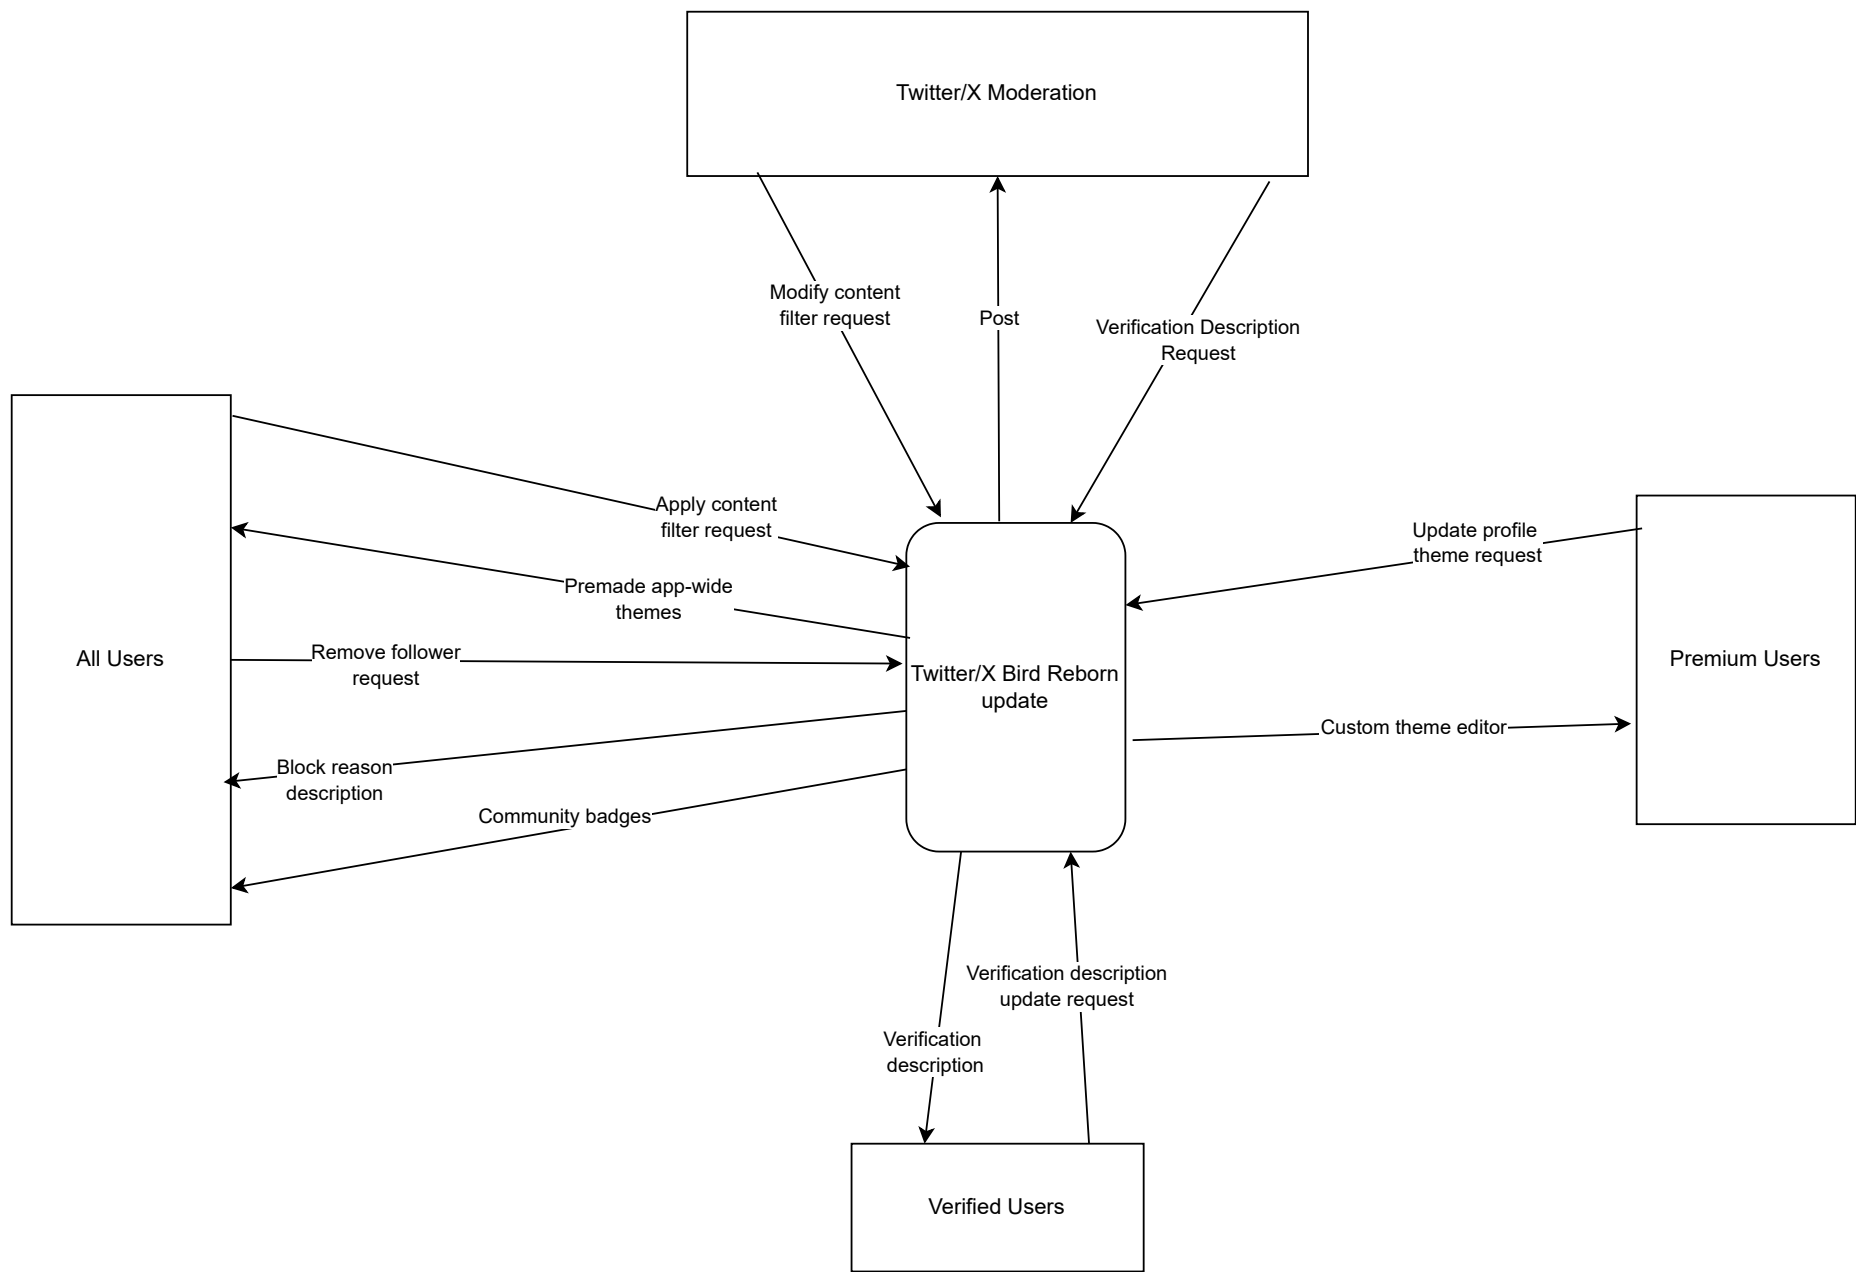 Twitter/X Moderation
Modify content
filter request
Post
Verification Description
Request
Apply content
filter request
Update profile
theme request
Premade app-wide
themes
All Users
Remove follower
request
Twitter/X Bird Reborn
update
Premium Users
Custom theme editor
Block reason
description
Community badges
Verification description
update request
Verification
description
Verified Users